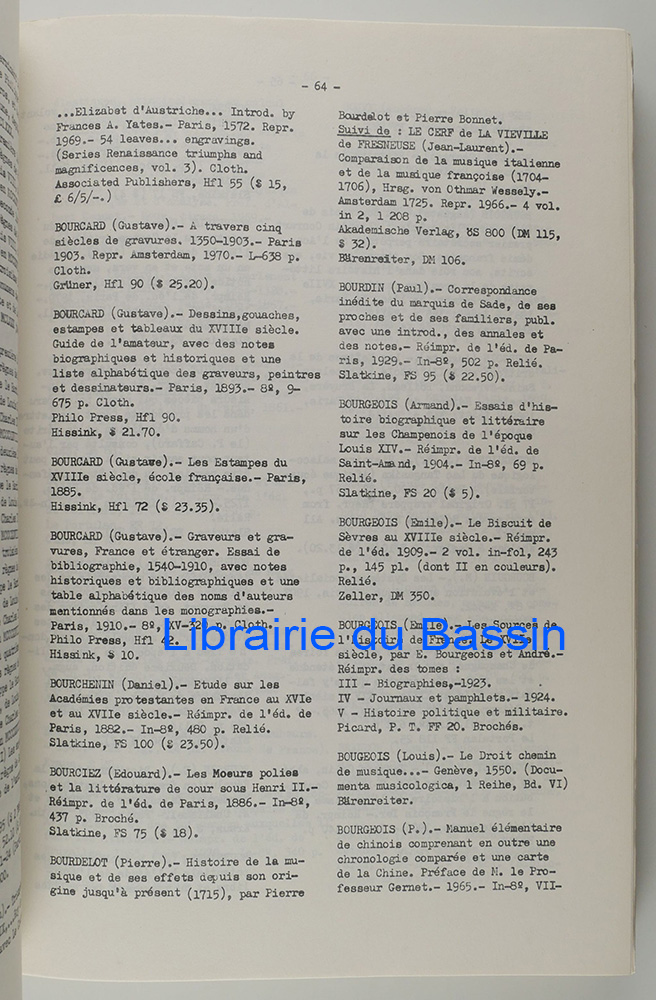 - 64 -
...Elizabet d'Austriche... Introd. by
Frances A. Yates.- Paris, 1572. Repr.
1969.- 54 leaves... engravings.
(Series Renaissance triumphs and
magnificences, vol. 3). Cloth.
Associated Publishers, Hfl 55 ($ 15,
£ 6/5/-.)
BOURCARD (Gustave).- A travers cinq
siècles de gravures. 1350-1903.- Paris
1903. Repr. Amsterdam, 1970.- L-638 p.
Cloth.
Grüner, Hfl 90 ($ 25.20).
BOURCARD (Gustave).- Dessins,gouaches,
estampes et tableaux du XVIIIe siècle.
Guide de l'amateur, avec des notes
biographiques et historiques et une
liste alphabétique des graveurs, peintres
et dessinateurs.- Paris, 1893.- 8º, 9-
675 p. Cloth.
Philo Press, Hfl 90.
Hissink, $ 21.70.
BOURCARD (Gustave).- Les Estampes du
XVIIIe siècle, école française.- Paris,
1885.
Hissink, Hfl 72 ($ 23.35).
BOURCARD (Gustave).- Graveurs et gra-
vures, France et étranger. Essai de
bibliographie, 1540-1910, avec notes
historiques et bibliographiques et une
table alphabétique des noms d'auteurs
mentionnés dans les monographies.-
Paris, 1910.- 8º, XV-320 p. Cloth.
Philo Press, Hfl 42.
Hissink, $ 10.
BOURCHENIN (Daniel).- Etude sur les
Académies protestantes en France au XVIe
et au XVIIe siècle.- Réimpr. de l'éd. de
Paris, 1882.- In-8º, 480 p. Relié.
Slatkine, FS 100 ($ 23.50).
BOURCIEZ (Edouard).- Les Moeurs polies
et la littérature de cour sous Henri II.-
Réimpr. de l'éd. de Paris, 1886.- In-8º,
437 p. Broché.
Slatkine, FS 75 ($ 18).
BOURDELOT (Pierre).- Histoire de la mu-
sique et de ses effets depuis son ori-
gine jusqu'à présent (1715), par Pierre
Bourdelot et Pierre Bonnet.
Suivi de : LE CERF de LA VIEVILLE
de FRESNEUSE (Jean-Laurent).-
Comparaison de la musique italienne
et de la musique françoise (1704-
1706), Hrsg. von Othmar Wessely.-
Amsterdam 1725. Repr. 1966.- 4 vol.
in 2, 1 208 p.
Akademische Verlag, ÖS 800 (DM 115,
$ 32).
Bärenreiter, DM 106.
BOURDIN (Paul).- Correspondance
inédite du marquis de Sade, de ses
proches et de ses familiers, publ.
avec une introd., des annales et
des notes.- Réimpr. de l'éd. de Pa-
ris, 1929.- In-8º, 502 p. Relié.
Slatkine, FS 95 ($ 22.50).
BOURGEOIS (Armand).- Essais d'his-
toire biographique et littéraire
sur les Champenois de l'époque
Louis XIV.- Réimpr. de l'éd. de
Saint-Amand, 1904.- In-8º, 69 p.
Relié.
Slatkine, FS 20 ($ 5).
BOURGEOIS (Emile).- Le Biscuit de
Sèvres au XVIIIe siècle.- Réimpr.
de l'éd. 1909.- 2 vol. in-fol, 243
p., 145 pl. (dont II en couleurs).
Relié.
Zeller, DM 350.
BOURGEOIS (Emile).- Les Sources de
l'histoire de France. Le XVIIe
siècle, par E. Bourgeois et André.-
Réimpr. des tomes :
III - Biographies,-1923.
IV - Journaux et pamphlets.- 1924.
V - Histoire politique et militaire.
Picard, P. T. FF 20. Brochés.
BOUGEOIS (Louis).- Le Droit chemin
de musique...- Genève, 1550. (Docu-
menta musicologica, 1 Reihe, Bd. VI)
Bärenreiter.
BOURGEOIS (P.).- Manuel élémentaire
de chinois comprenant en outre une
chronologie comparée et une carte
de la Chine. Préface de M. le Pro-
fesseur Gernet.- 1965.- In-8º, VII-
Librairie du Bassin